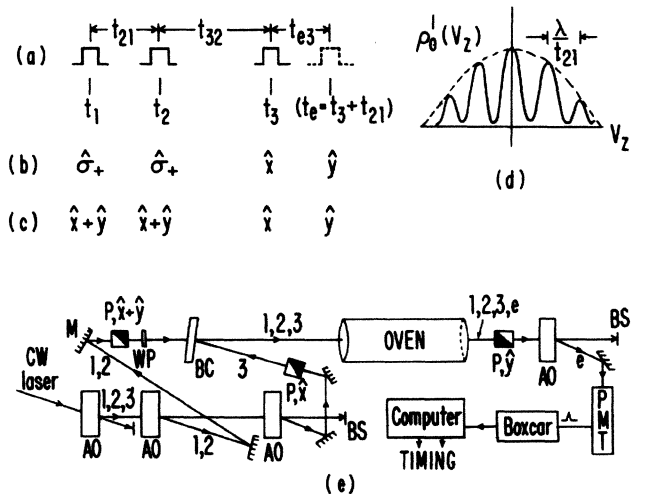 t21 t32 te3
(a)
t1 t2 t3 (te=t3+t21)
(b) σ̂+ σ̂+ x̂ ŷ
(c) x̂+ŷ x̂+ŷ x̂ ŷ
ρ0^1(Vz) λ/t21
Vz
(d)
M P,x̂+ŷ WP BC 1,2,3 OVEN 1,2,3,e P,ŷ AO BS
1,2 3 P,x̂ e
CW laser
1,2,3 1,2 BS
AO AO AO
PMT
Computer Boxcar
TIMING
(e)